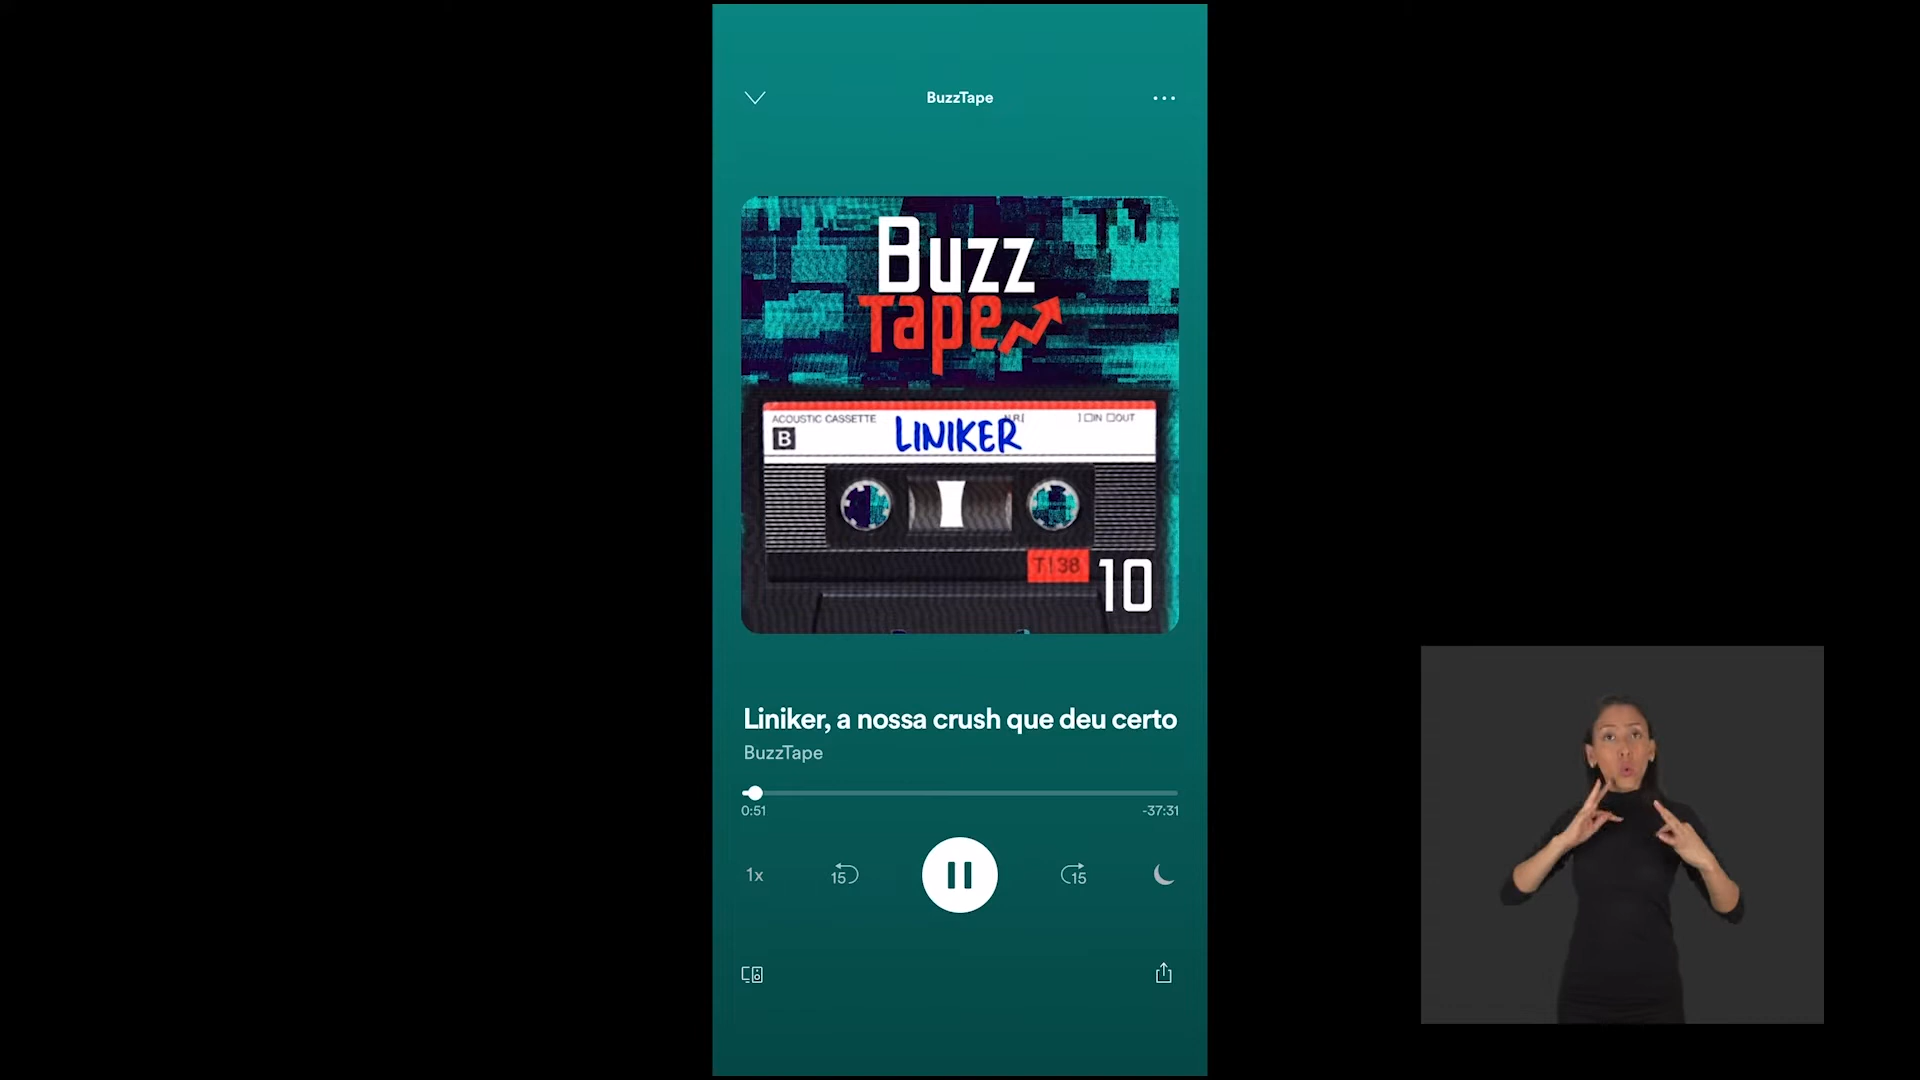 BuzzTape
Buzz
Tape
ACOUSTIC CASSETTE
IN OUT
B
LINIKER
T 38
10
Liniker, a nossa crush que deu certo
BuzzTape
0:51
-37:31
1x
15
15